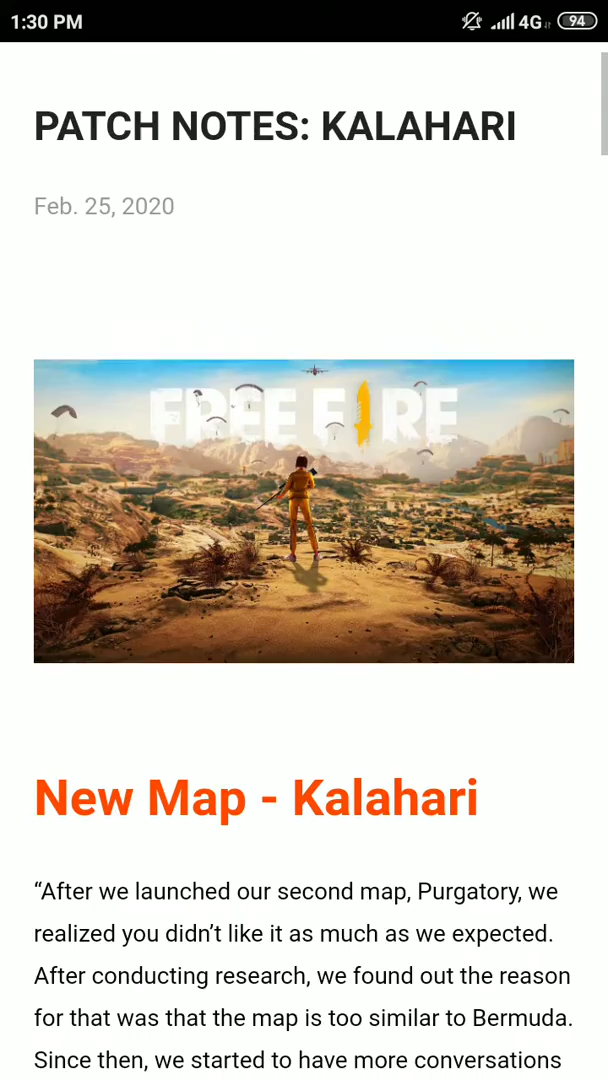 1:30 PM 4G 94
PATCH NOTES: KALAHARI
Feb. 25, 2020
FREE FIRE
New Map - Kalahari
“After we launched our second map, Purgatory, we
realized you didn’t like it as much as we expected.
After conducting research, we found out the reason
for that was that the map is too similar to Bermuda.
Since then, we started to have more conversations